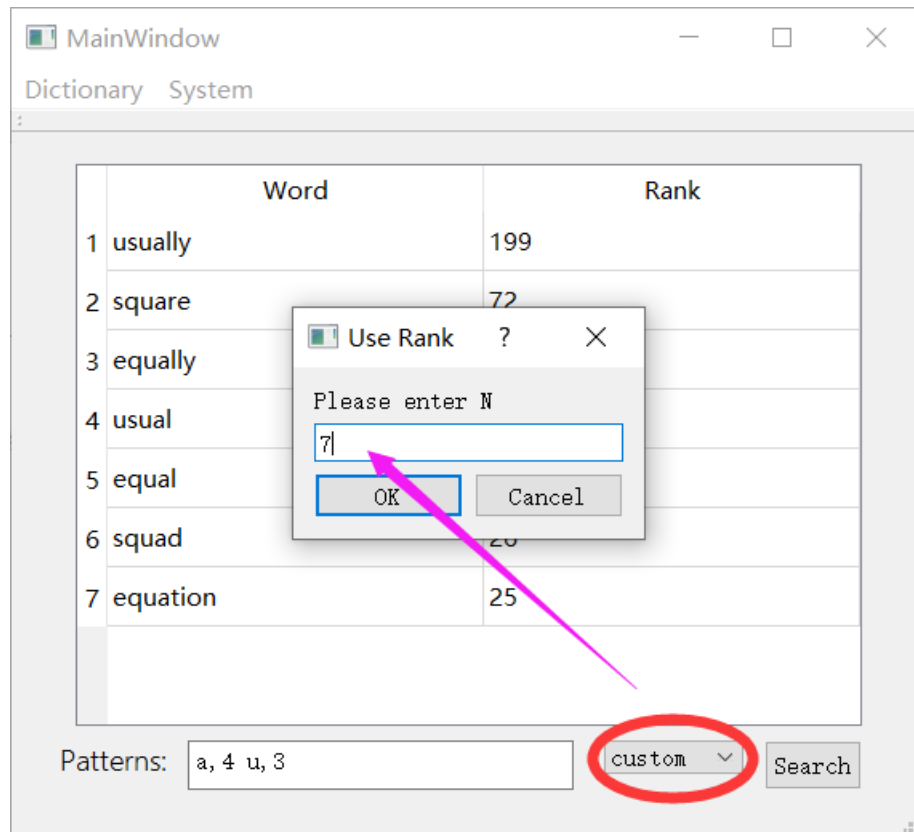 MainWindow
Dictionary System
Word Rank
1 usually 199
2 square 72
3 equally
4 usual
5 equal
6 squad
7 equation 25
Use Rank ?
Please enter N
7
OK Cancel
Patterns: a,4 u,3 custom Search